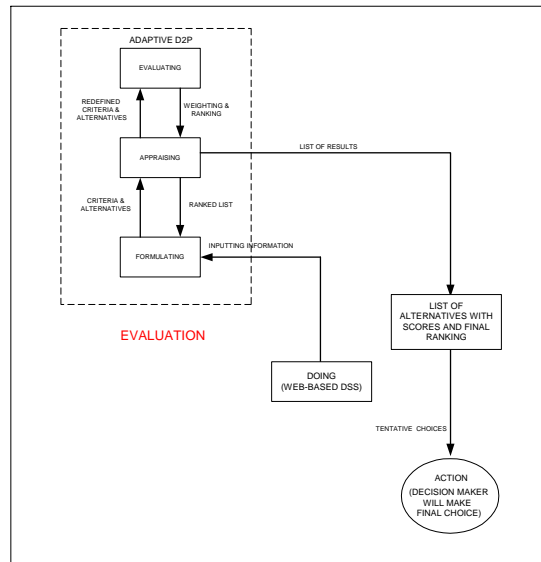 ADAPTIVE D2P
EVALUATING
REDEFINED
CRITERIA &
ALTERNATIVES
WEIGHTING &
RANKING
APPRAISING
LIST OF RESULTS
CRITERIA &
ALTERNATIVES
RANKED LIST
FORMULATING
INPUTTING INFORMATION
EVALUATION
LIST OF
ALTERNATIVES WITH
SCORES AND FINAL
RANKING
DOING
(WEB-BASED DSS)
TENTATIVE CHOICES
ACTION
(DECISION MAKER
WILL MAKE
FINAL CHOICE)